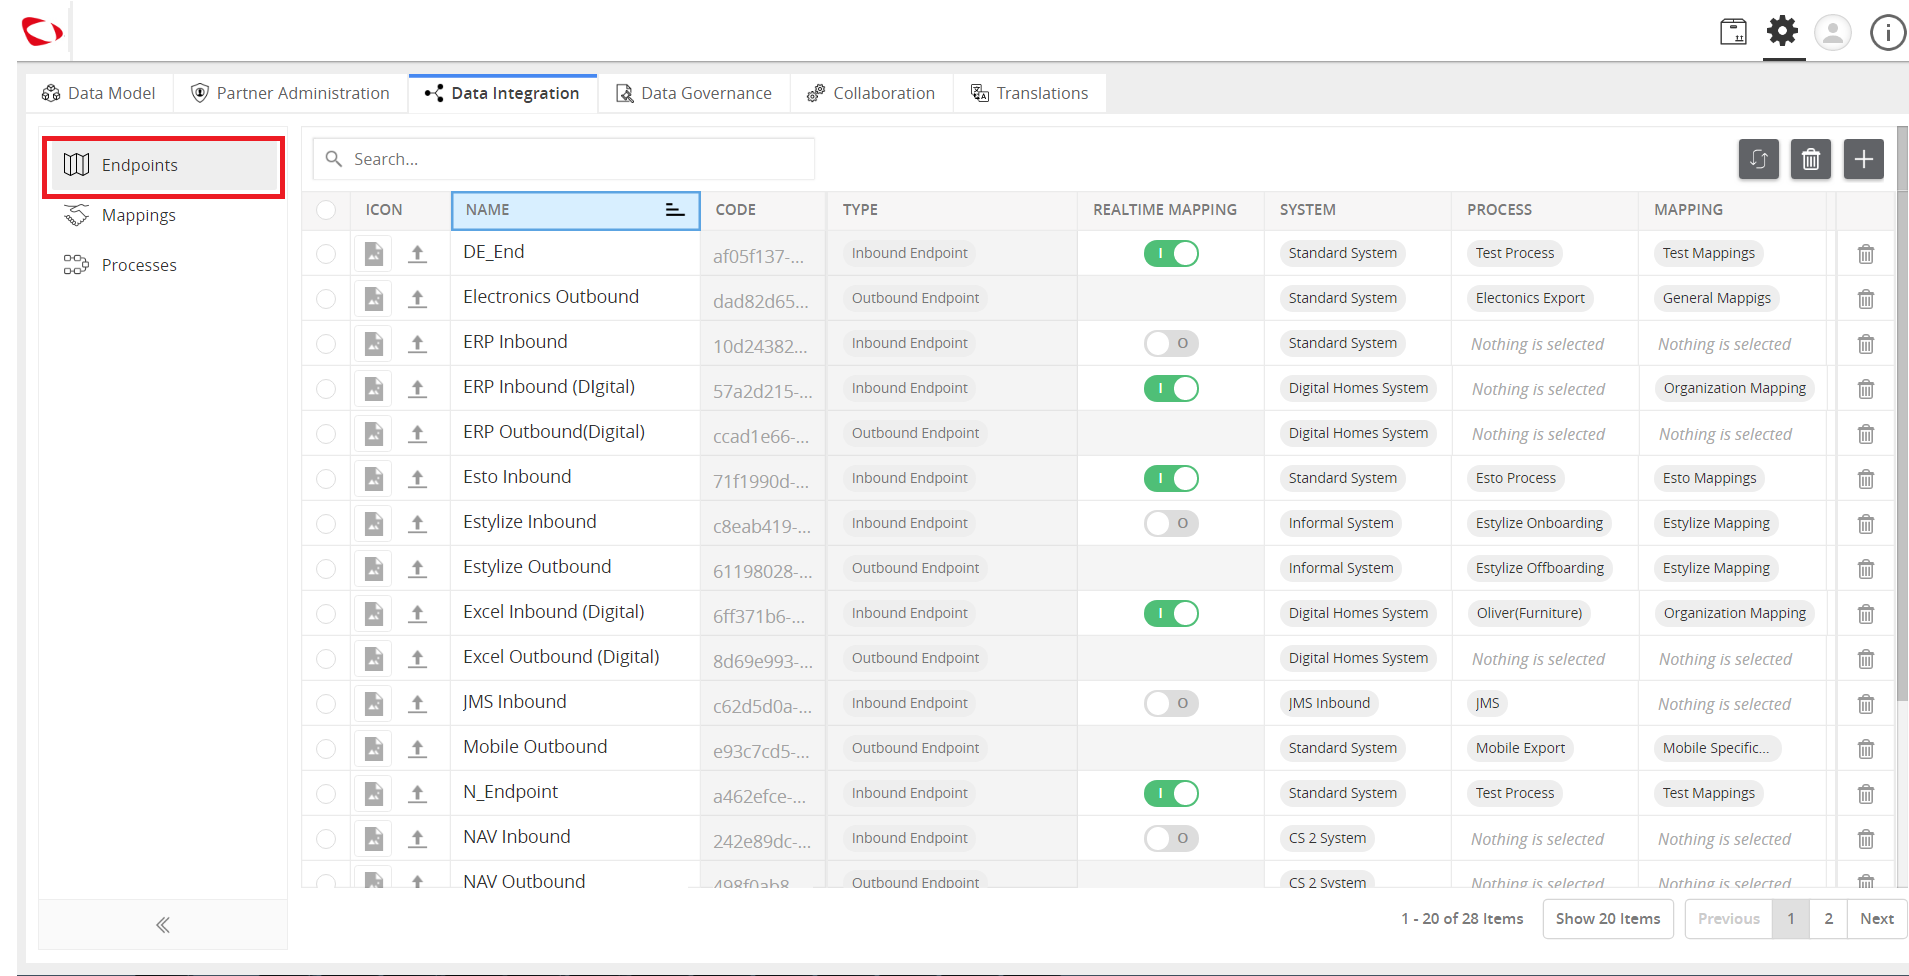 Data Model Partner Administration Data Integration Data Governance Collaboration Translations
Endpoints
Mappings
Processes
Search...
ICON NAME CODE TYPE REALTIME MAPPING SYSTEM PROCESS MAPPING
DE_End af05f137-... Inbound Endpoint I Standard System Test Process Test Mappings
Electronics Outbound dad82d65... Outbound Endpoint Standard System Electonics Export General Mappigs
ERP Inbound 10d24382... Inbound Endpoint O Standard System Nothing is selected Nothing is selected
ERP Inbound (DIgital) 57a2d215-... Inbound Endpoint I Digital Homes System Nothing is selected Organization Mapping
ERP Outbound(Digital) ccad1e66-... Outbound Endpoint Digital Homes System Nothing is selected Nothing is selected
Esto Inbound 71f1990d-... Inbound Endpoint I Standard System Esto Process Esto Mappings
Estylize Inbound c8eab419-... Inbound Endpoint O Informal System Estylize Onboarding Estylize Mapping
Estylize Outbound 61198028-... Outbound Endpoint Informal System Estylize Offboarding Estylize Mapping
Excel Inbound (Digital) 6ff371b6-... Inbound Endpoint I Digital Homes System Oliver(Furniture) Organization Mapping
Excel Outbound (Digital) 8d69e993-... Outbound Endpoint Digital Homes System Nothing is selected Nothing is selected
JMS Inbound c62d5d0a-... Inbound Endpoint O JMS Inbound JMS Nothing is selected
Mobile Outbound e93c7cd5-... Outbound Endpoint Standard System Mobile Export Mobile Specific...
N_Endpoint a462efce-... Inbound Endpoint I Standard System Test Process Test Mappings
NAV Inbound 242e89dc-... Inbound Endpoint O CS 2 System Nothing is selected Nothing is selected
NAV Outbound 498f0ab8 Outbound Endpoint CS 2 System Nothing is selected Nothing is selected
1 - 20 of 28 Items Show 20 Items Previous 1 2 Next